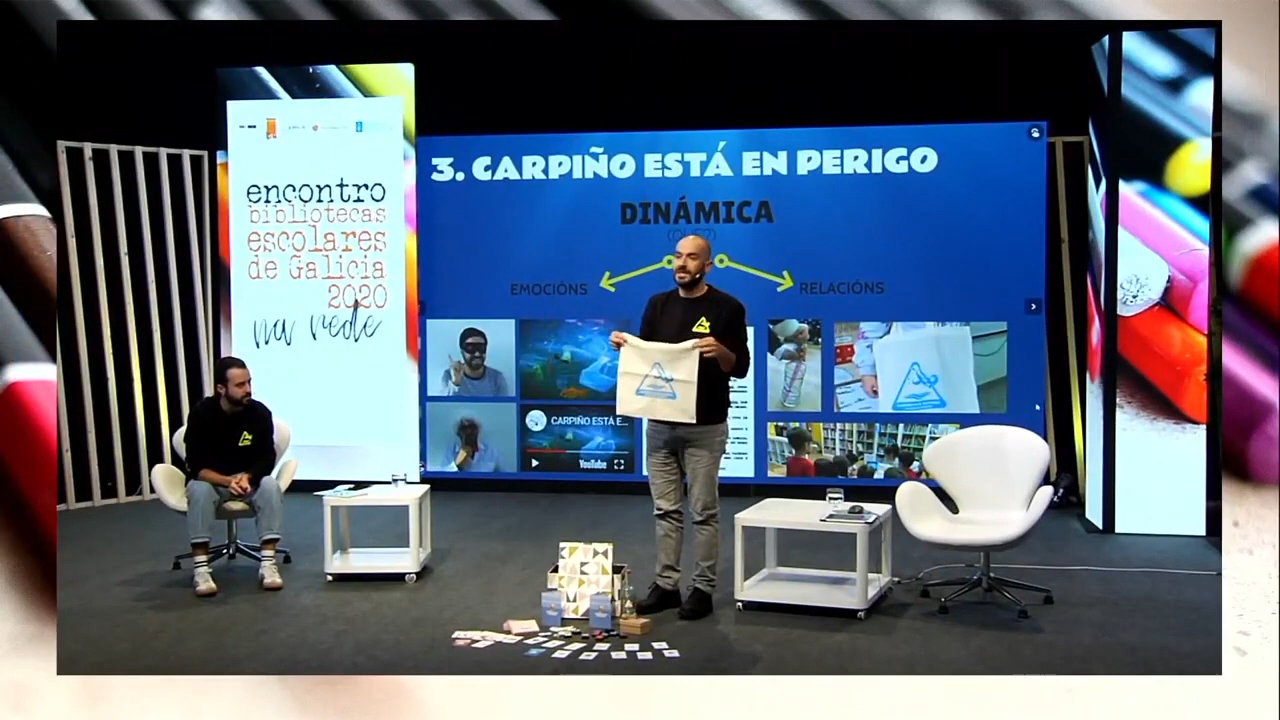 encontro
bibliotecas
escolares
de Galicia
2020
na rede
3. CARPIÑO ESTÁ EN PERIGO
DINÁMICA
EMOCIÓNS
RELACIÓNS
CARPIÑO ESTÁ E...
YouTube